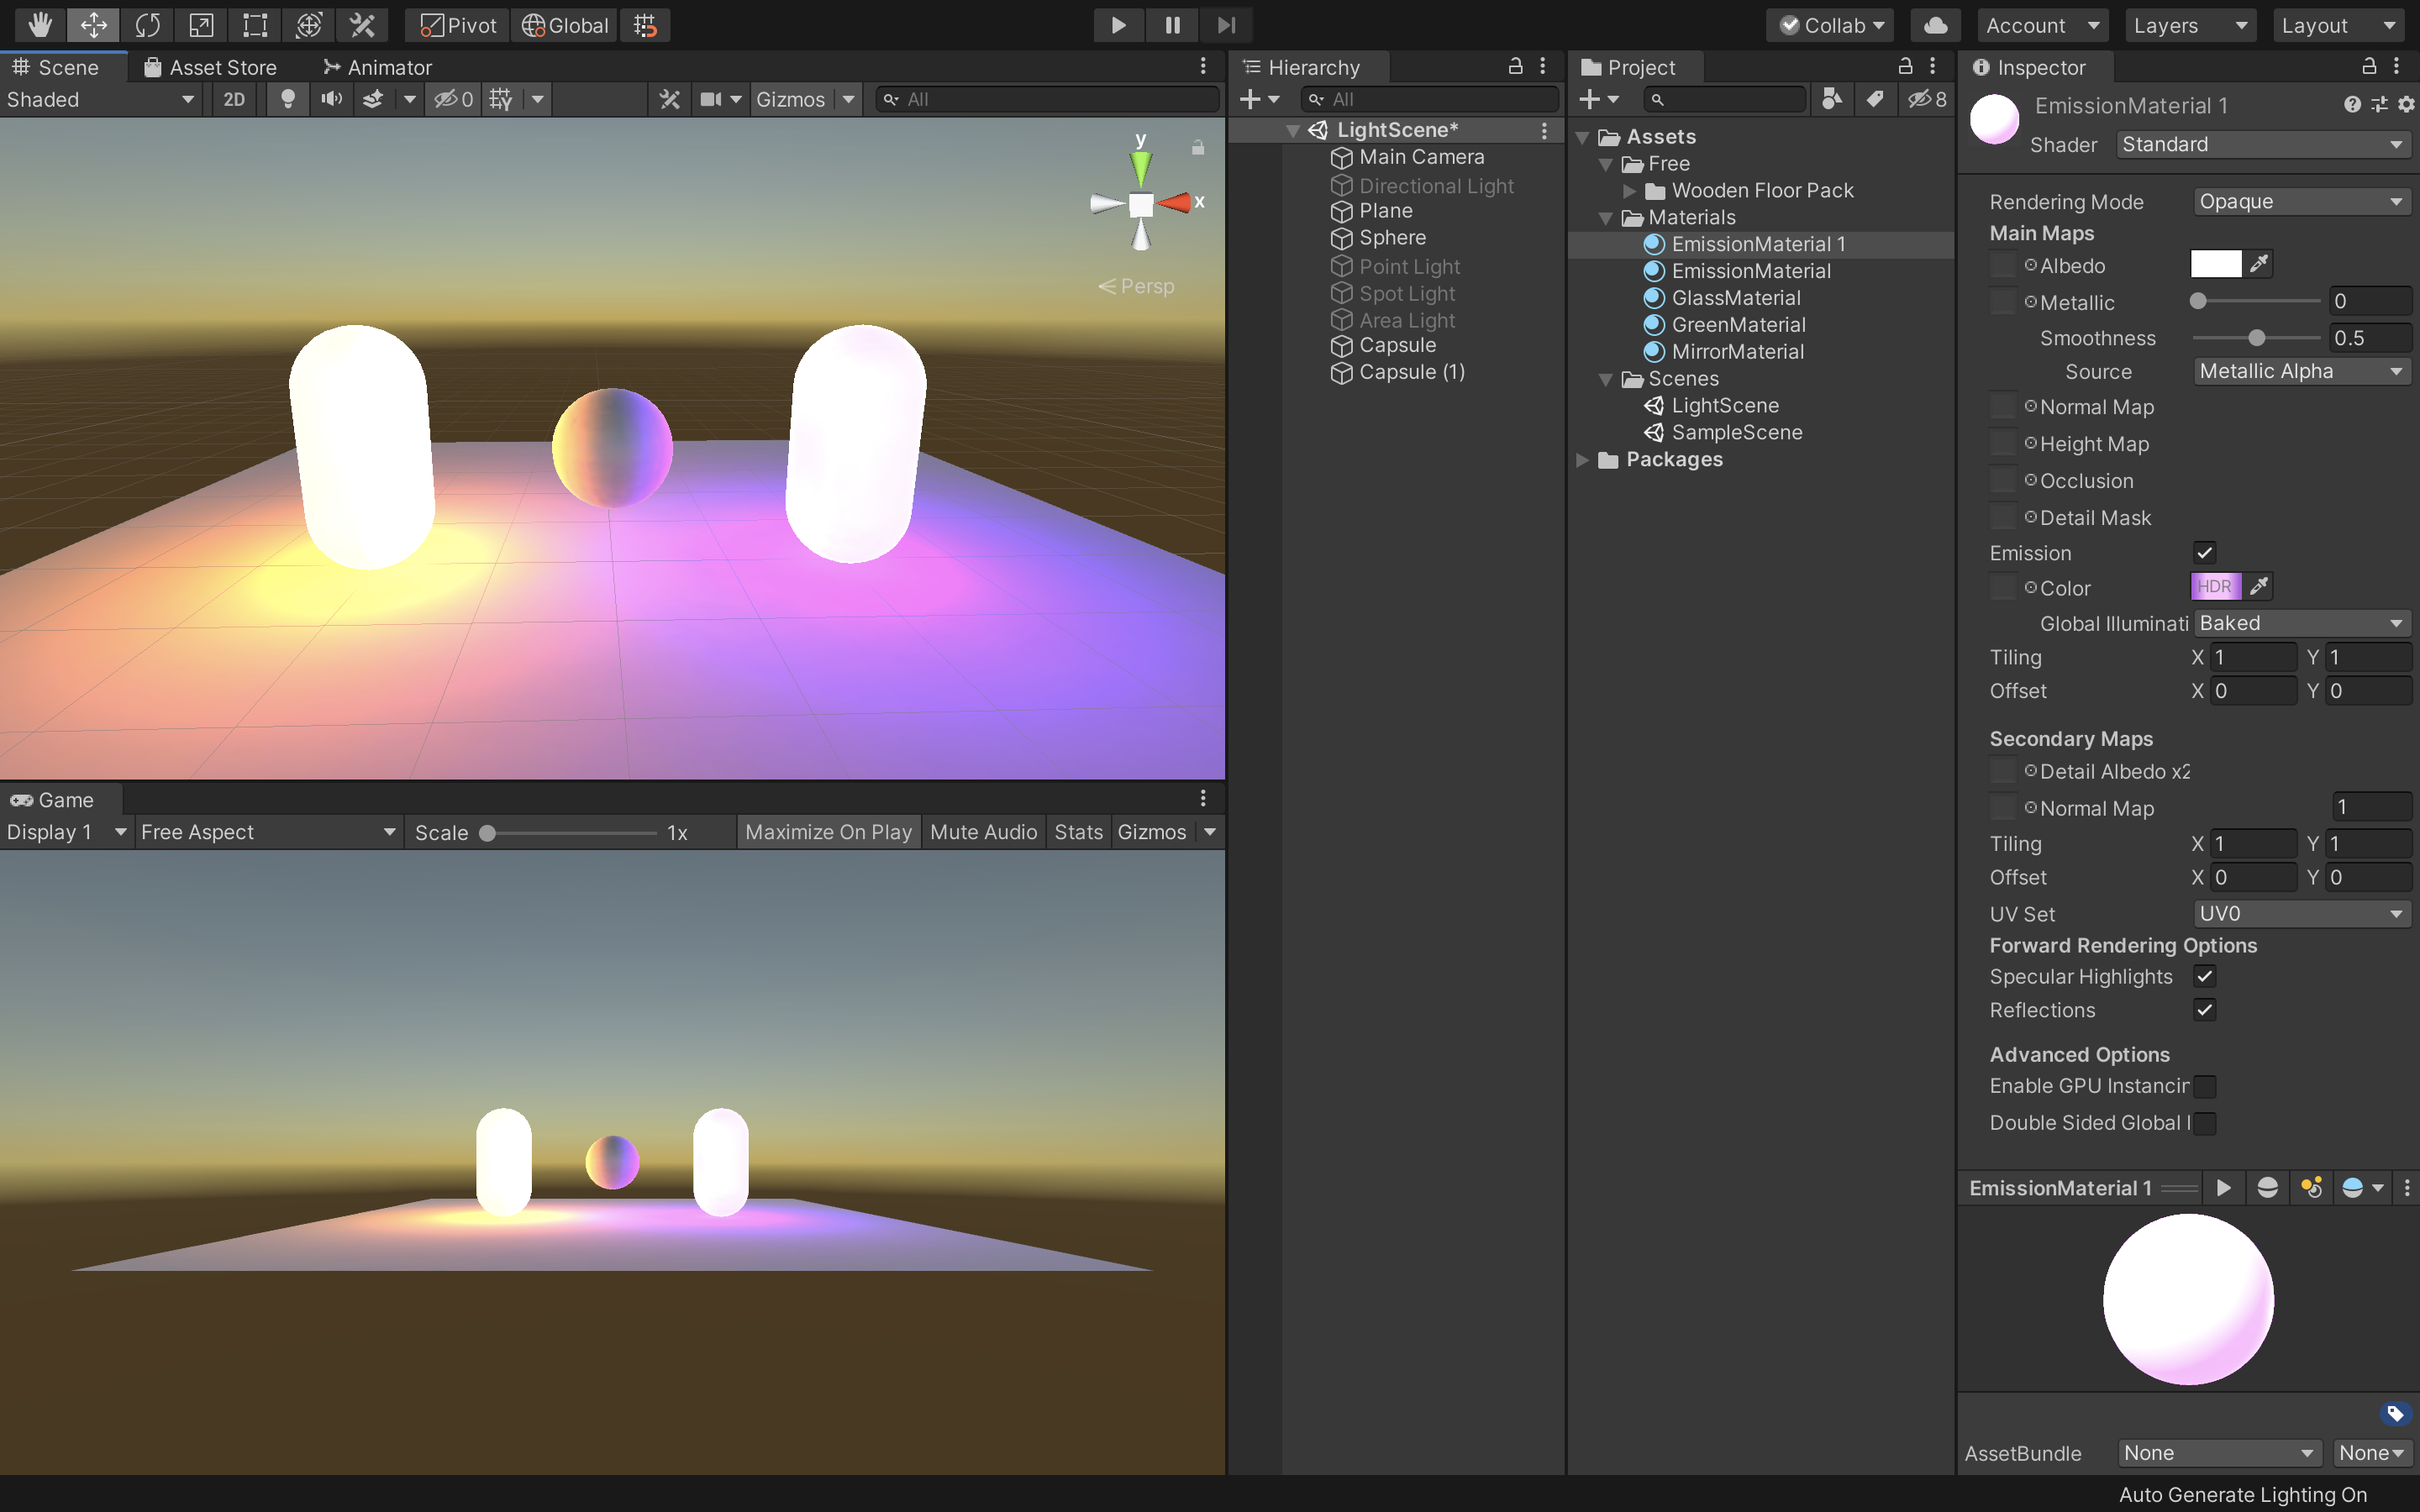 Pivot Global Collab Account Layers Layout
Scene Asset Store Animator
Shaded 2D 0 Gizmos All
y
x
Persp
Game
Display 1 Free Aspect Scale 1x Maximize On Play Mute Audio Stats Gizmos
Hierarchy
All
LightScene*
Main Camera
Directional Light
Plane
Sphere
Point Light
Spot Light
Area Light
Capsule
Capsule (1)
Project
8
Assets
Free
Wooden Floor Pack
Materials
EmissionMaterial 1
EmissionMaterial
GlassMaterial
GreenMaterial
MirrorMaterial
Scenes
LightScene
SampleScene
Packages
Inspector
EmissionMaterial 1
Shader Standard
Rendering Mode Opaque
Main Maps
Albedo
Metallic 0
Smoothness 0.5
Source Metallic Alpha
Normal Map
Height Map
Occlusion
Detail Mask
Emission
Color HDR
Global Illuminati Baked
Tiling X 1 Y 1
Offset X 0 Y 0
Secondary Maps
Detail Albedo x2
Normal Map 1
Tiling X 1 Y 1
Offset X 0 Y 0
UV Set UV0
Forward Rendering Options
Specular Highlights
Reflections
Advanced Options
Enable GPU Instancin
Double Sided Global I
EmissionMaterial 1
AssetBundle None None
Auto Generate Lighting On